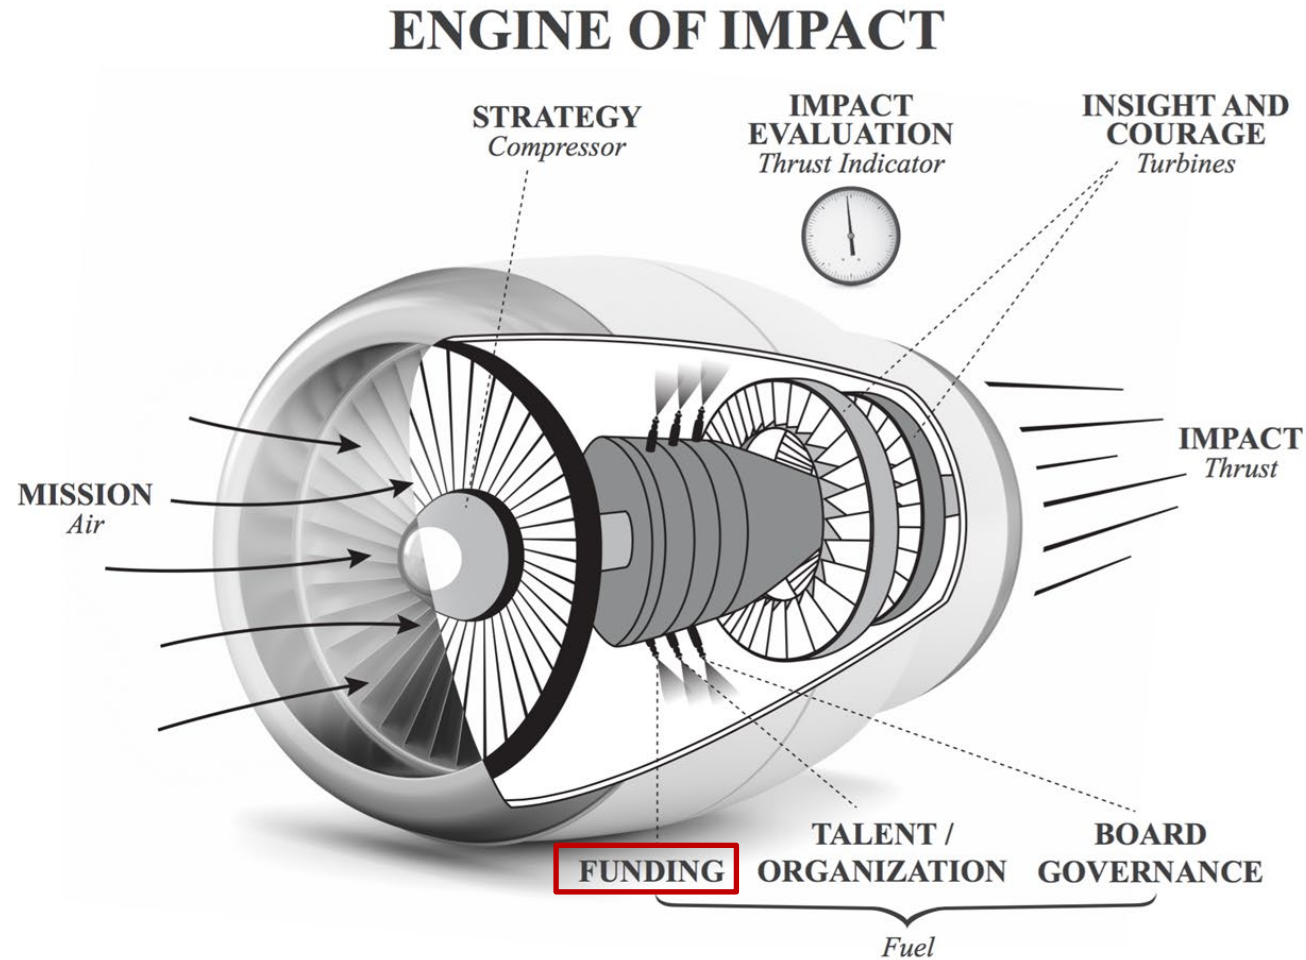 ENGINE OF IMPACT
STRATEGY
Compressor
IMPACT
EVALUATION
Thrust Indicator
INSIGHT AND
COURAGE
Turbines
MISSION
Air
IMPACT
Thrust
FUNDING
TALENT /
ORGANIZATION
BOARD
GOVERNANCE
Fuel